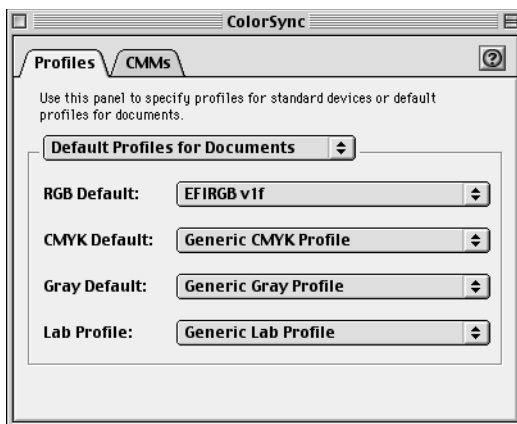 ColorSync
Profiles CMMs ?
Use this panel to specify profiles for standard devices or default
profiles for documents.
Default Profiles for Documents
RGB Default: EFIRGB v1f
CMYK Default: Generic CMYK Profile
Gray Default: Generic Gray Profile
Lab Profile: Generic Lab Profile